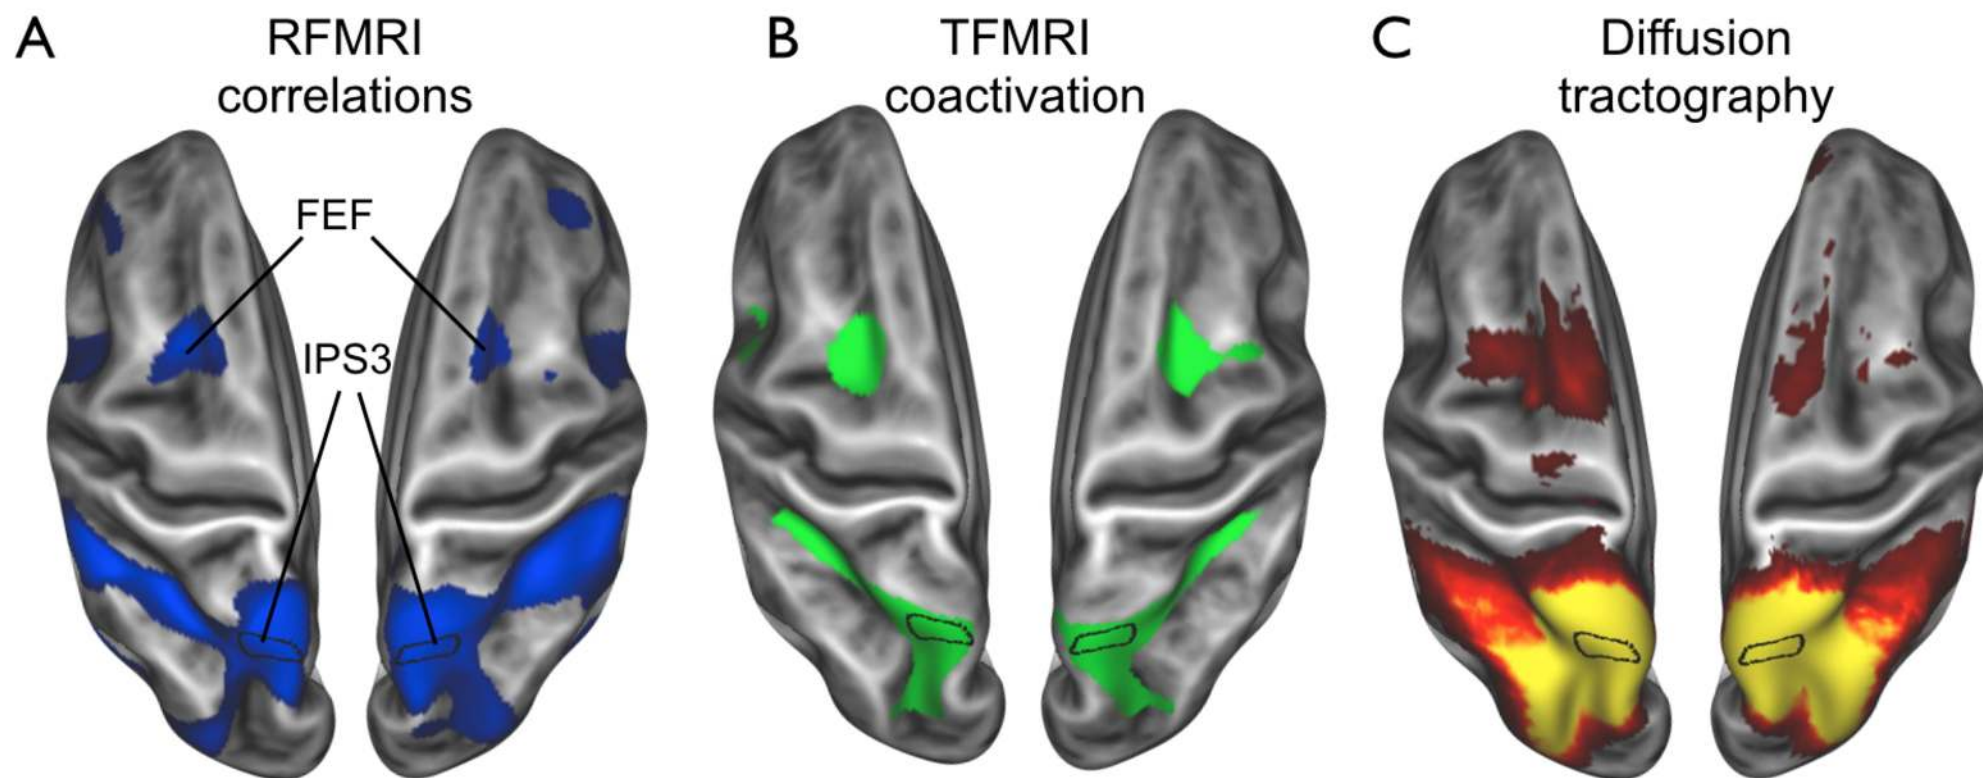 A
RFMRI
correlations
B
TFMRI
coactivation
C
Diffusion
tractography
FEF
IPS3